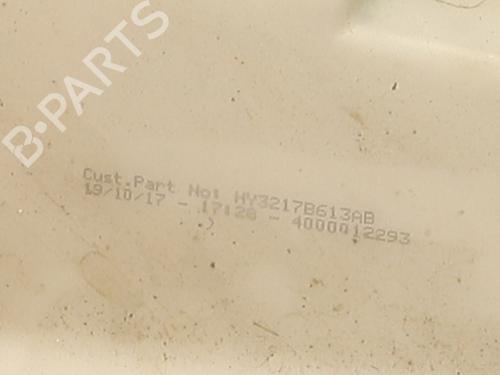 B-PARTS
Cust.Part No: HY3217B613AB
19/10/17 - 17:28 - 4000012293